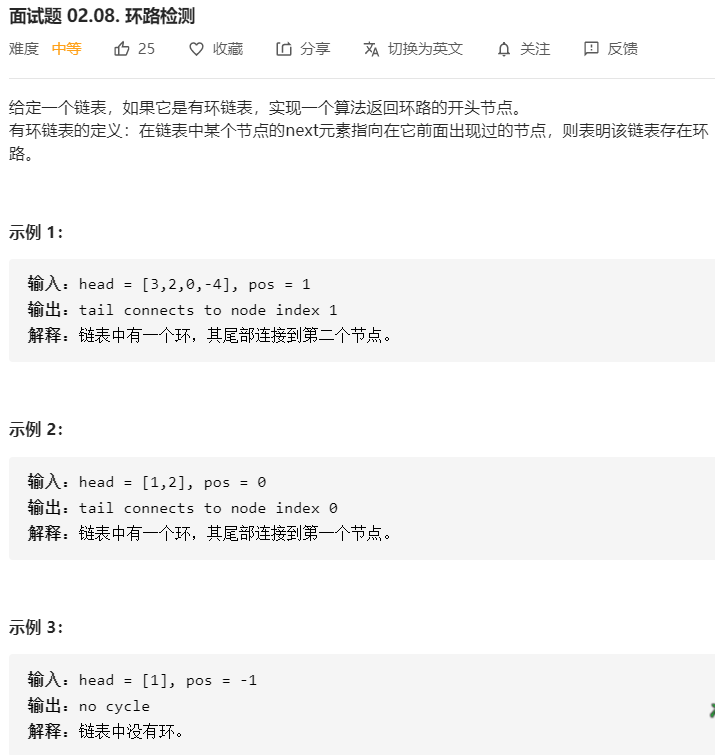 面试题 02.08. 环路检测
难度 中等 25 收藏 分享 切换为英文 关注 反馈
给定一个链表，如果它是有环链表，实现一个算法返回环路的开头节点。
有环链表的定义：在链表中某个节点的next元素指向在它前面出现过的节点，则表明该链表存在环
路。
示例 1：
输入：head = [3,2,0,-4], pos = 1
输出：tail connects to node index 1
解释：链表中有一个环，其尾部连接到第二个节点。
示例 2：
输入：head = [1,2], pos = 0
输出：tail connects to node index 0
解释：链表中有一个环，其尾部连接到第一个节点。
示例 3：
输入：head = [1], pos = -1
输出：no cycle
解释：链表中没有环。